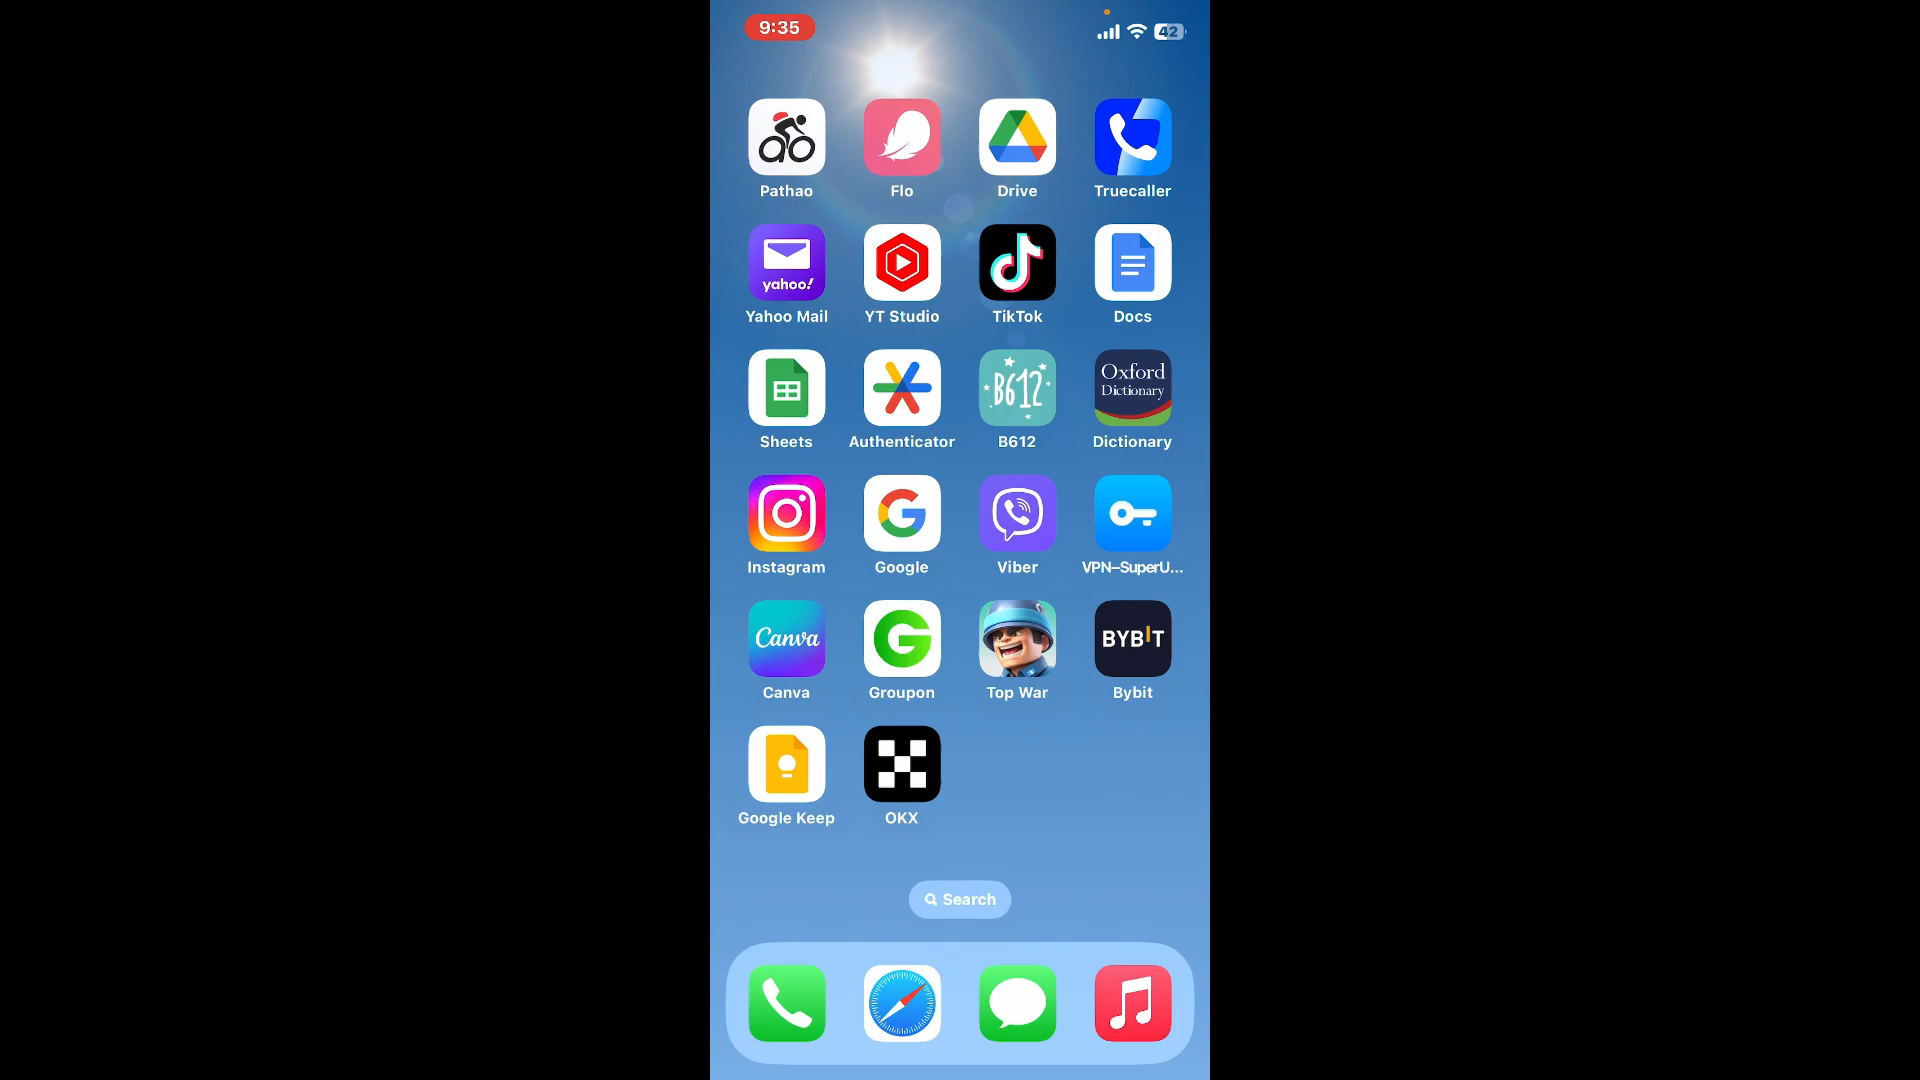 9:35
42
Pathao
Flo
Drive
Truecaller
yahoo!
Yahoo Mail
YT Studio
TikTok
Docs
B612
Oxford
Dictionary
Sheets
Authenticator
B612
Dictionary
Instagram
Google
Viber
VPN–SuperU...
Canva
BYBIT
Canva
Groupon
Top War
Bybit
Google Keep
OKX
Search